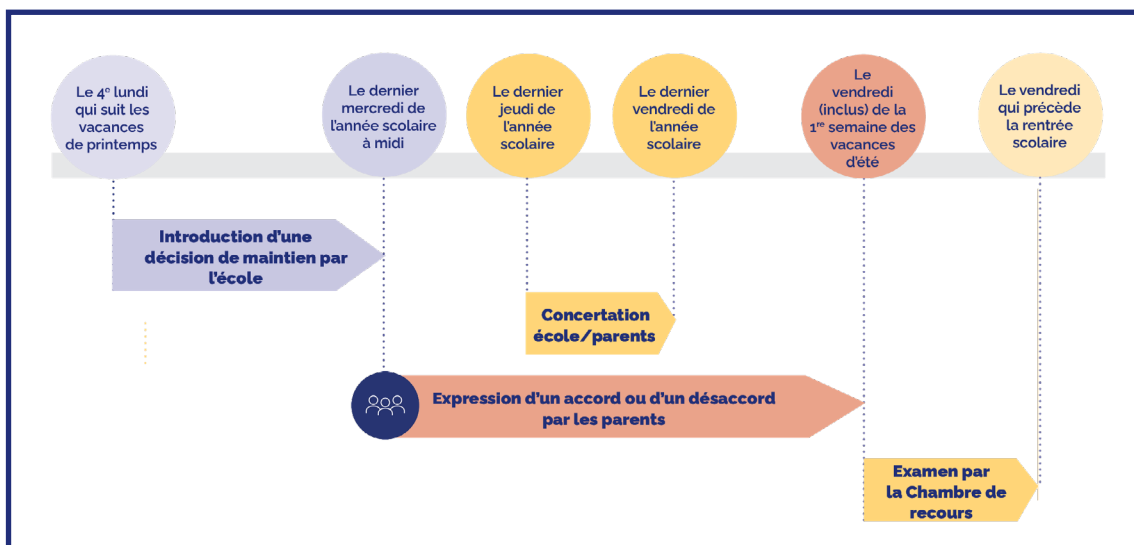 Le 4e lundi
qui suit les
vacances
de printemps
Le dernier
mercredi de
l'année scolaire
à midi
Le dernier
jeudi de
l'année
scolaire
Le dernier
vendredi de
l'année
scolaire
Le
vendredi
(inclus) de la
1re semaine des
vacances
d'été
Le vendredi
qui précède
la rentrée
scolaire
Introduction d'une
décision de maintien par
l'école
Concertation
école/parents
Expression d'un accord ou d'un désaccord
par les parents
Examen par
la Chambre de
recours